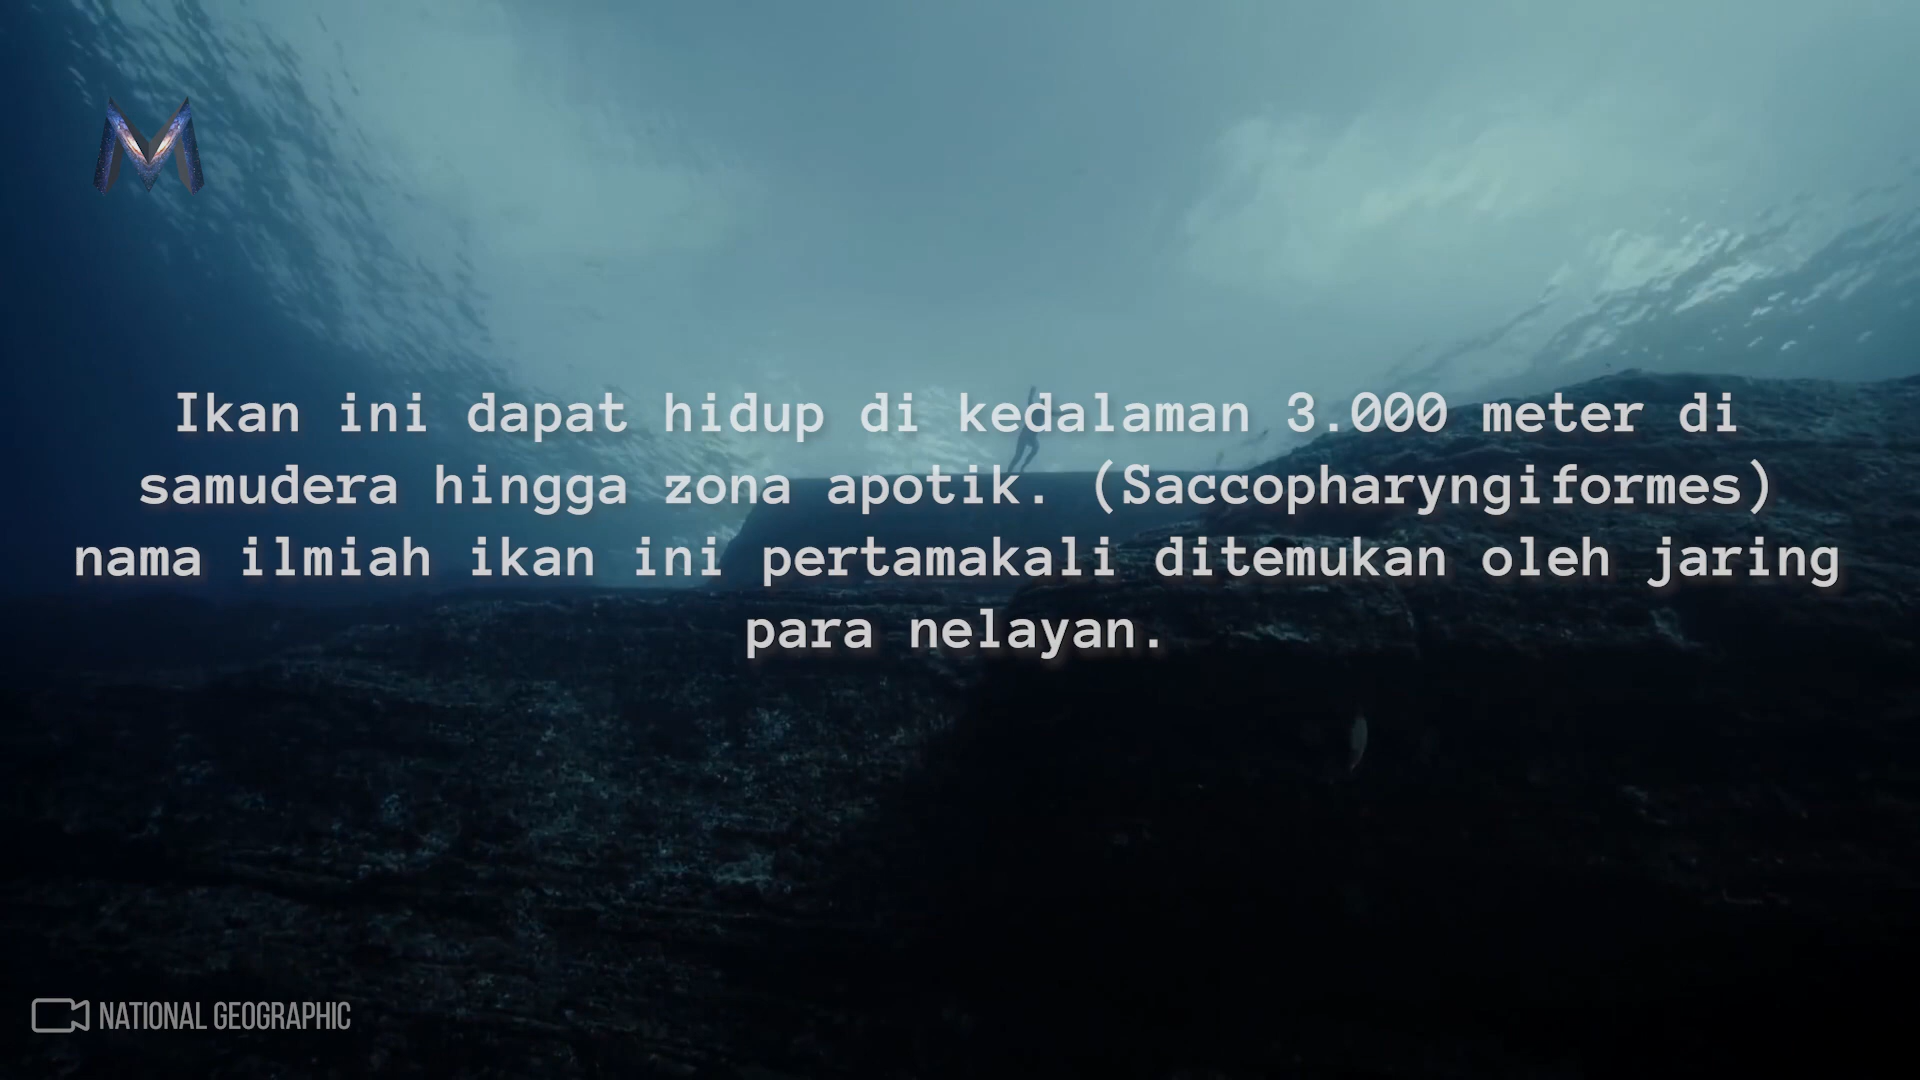 M
Ikan ini dapat hidup di kedalaman 3.000 meter di
samudera hingga zona apotik. (Saccopharyngiformes)
nama ilmiah ikan ini pertamakali ditemukan oleh jaring
para nelayan.
NATIONAL GEOGRAPHIC